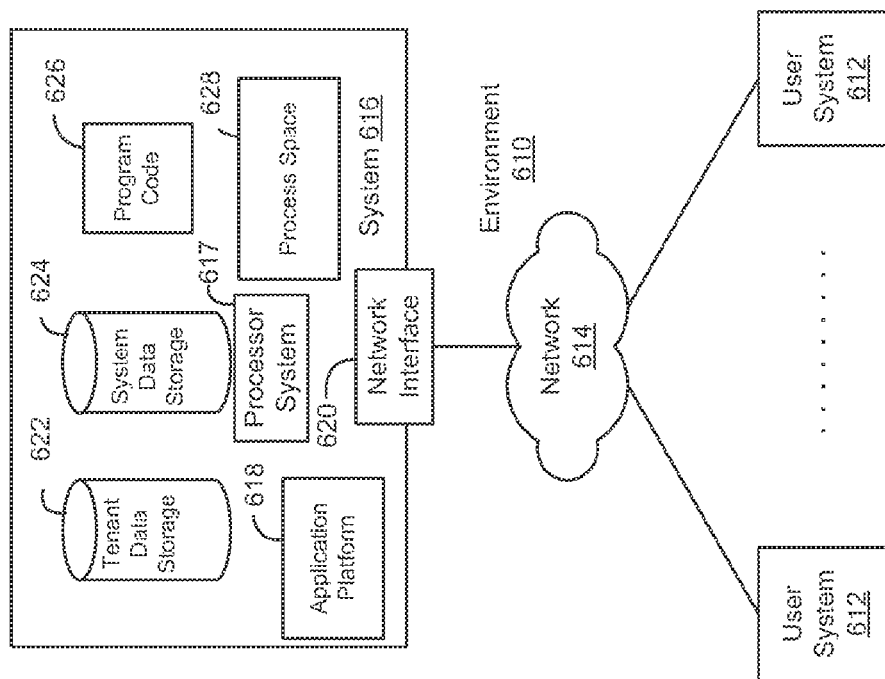 622
624
626
Tenant
Data
Storage
System
Data
Storage
Program
Code
618
617
628
Application
Platform
Processor
System
Process Space
620
Network
Interface
System 616
Environment
610
Network
614
. . . . . . . . .
User
System
612
User
System
612